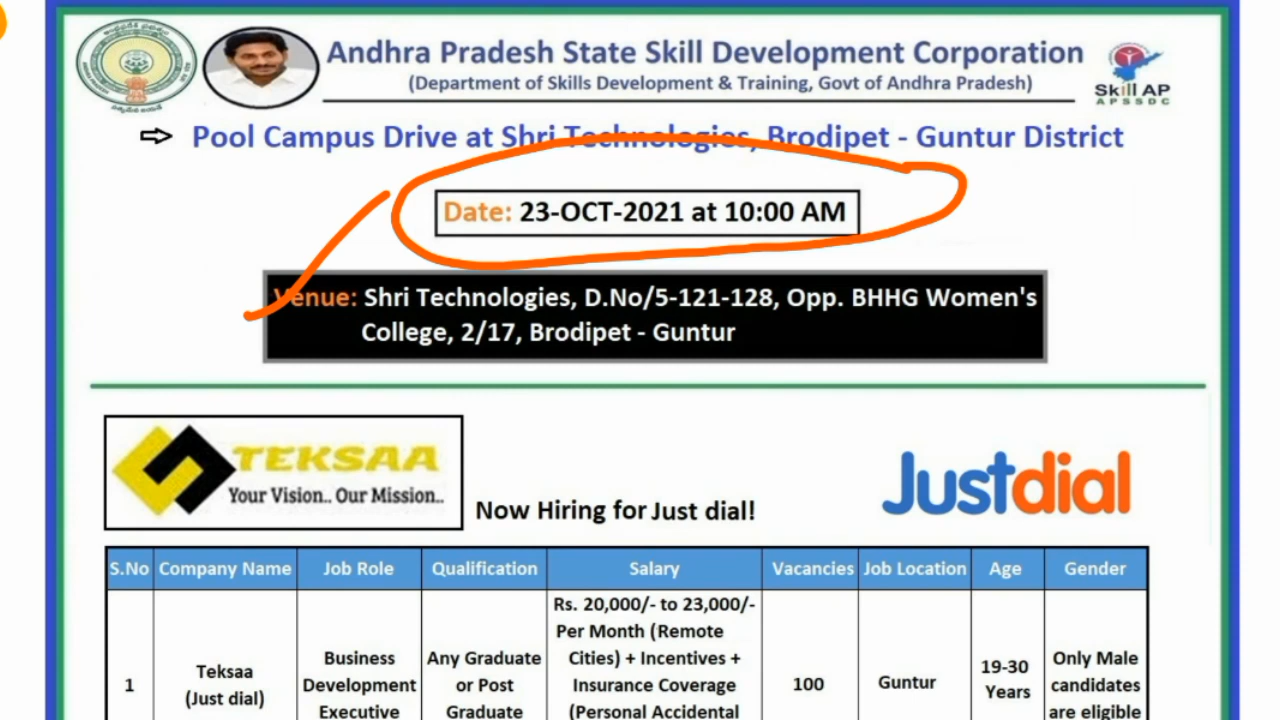 Andhra Pradesh State Skill Development Corporation
(Department of Skills Development & Training, Govt of Andhra Pradesh)
Skill AP
APSSDC
Pool Campus Drive at Shri Technologies, Brodipet - Guntur District
Date: 23-OCT-2021 at 10:00 AM
Venue: Shri Technologies, D.No/5-121-128, Opp. BHHG Women's
College, 2/17, Brodipet - Guntur
TEKSAA
Your Vision.. Our Mission..
Now Hiring for Just dial!
Justdial
S.No Company Name Job Role Qualification Salary Vacancies Job Location Age Gender
1
Teksaa
(Just dial)
Business
Development
Executive
Any Graduate
or Post
Graduate
Rs. 20,000/- to 23,000/-
Per Month (Remote
Cities) + Incentives +
Insurance Coverage
(Personal Accidental
100
Guntur
19-30
Years
Only Male
candidates
are eligible